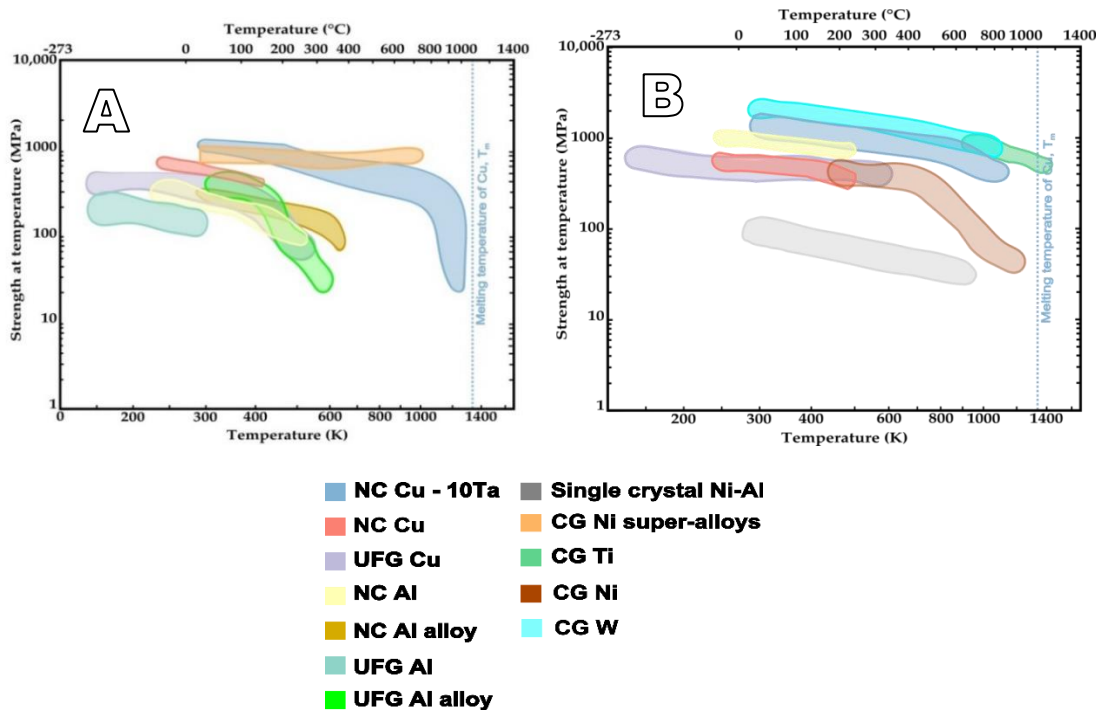 Temperature (°C)
-273 0 100 200 300 400 600 800 1000 1400
10,000
1000
100
10
1
Strength at temperature (MPa)
A
Melting temperature of Cu, Tm
0 200 300 400 600 800 1000 1400
Temperature (K)
Temperature (°C)
-273 0 100 200 300 400 600 800 1000 1400
10,000
1000
100
10
1
Strength at temperature (MPa)
B
Melting temperature of Cu, Tm
200 300 400 600 800 1000 1400
Temperature (K)
NC Cu - 10Ta
NC Cu
UFG Cu
NC Al
NC Al alloy
UFG Al
UFG Al alloy
Single crystal Ni-Al
CG Ni super-alloys
CG Ti
CG Ni
CG W